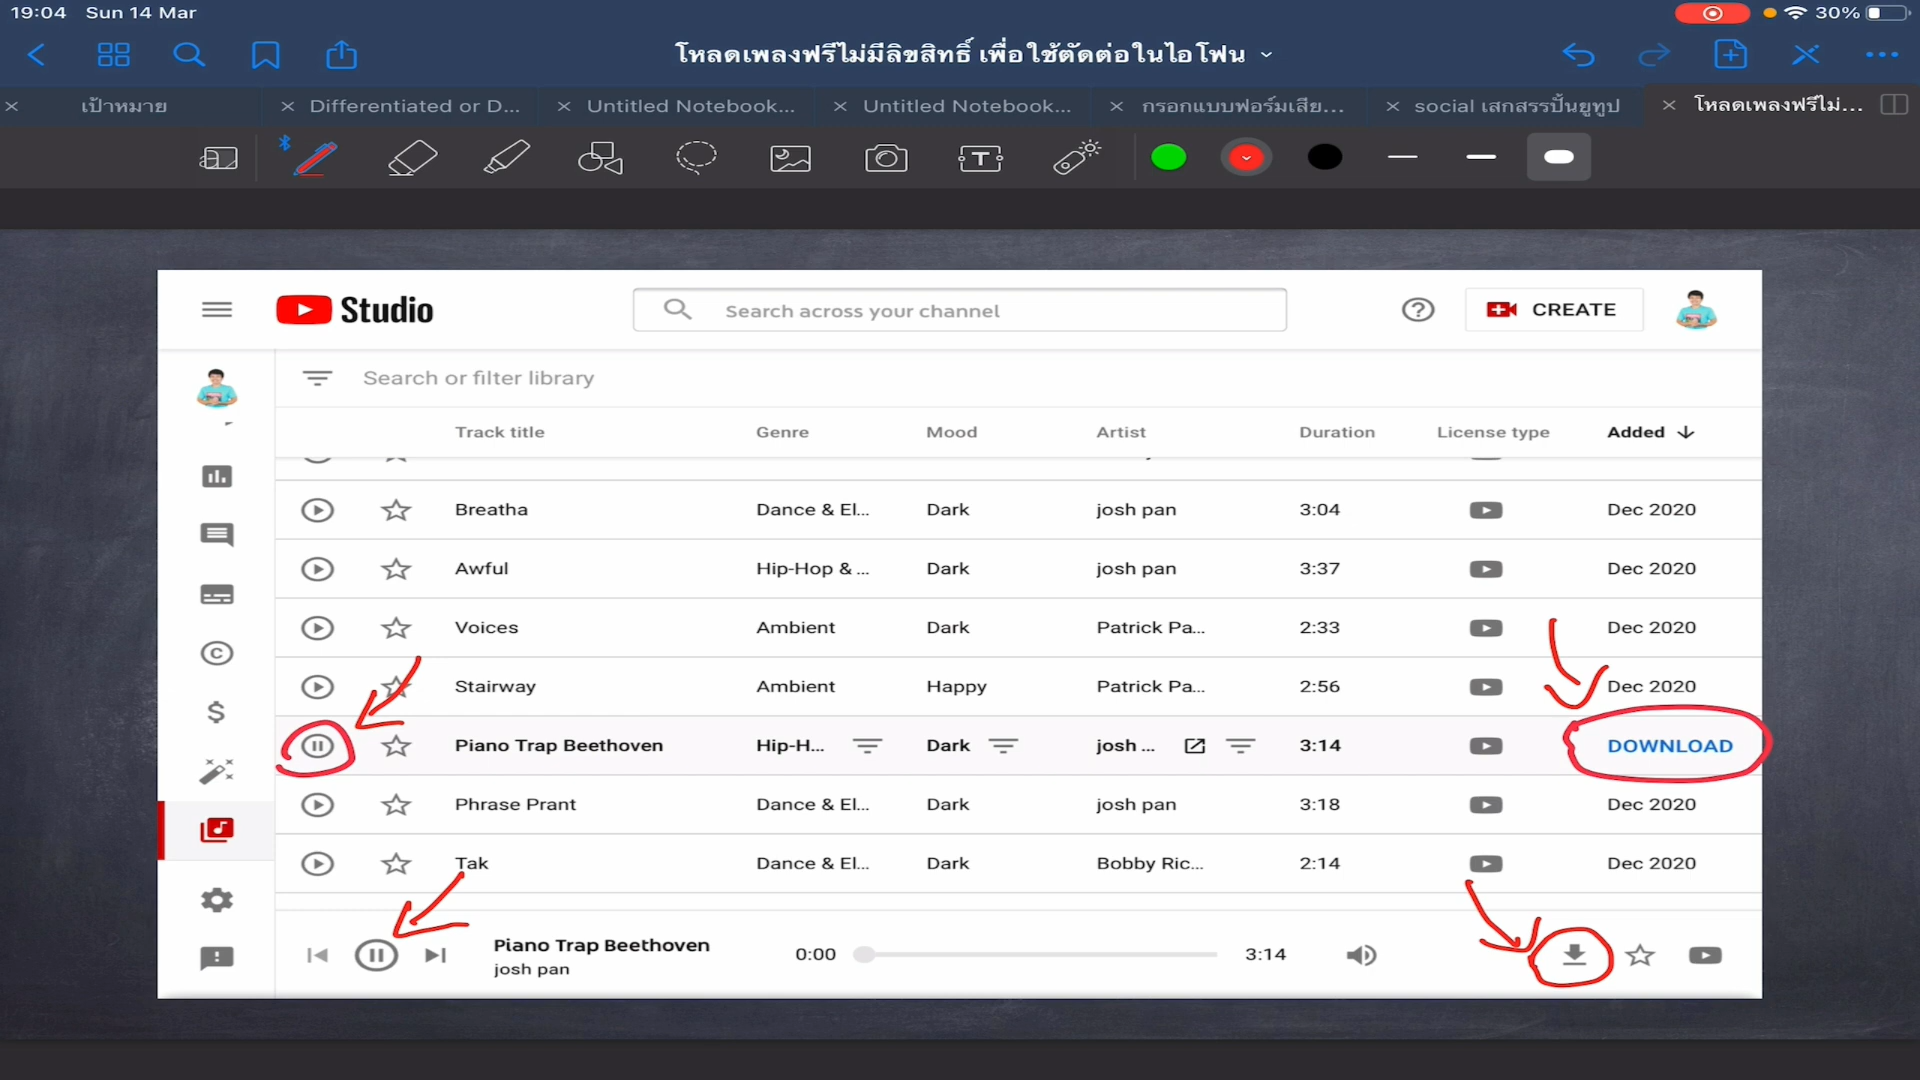 19:04 Sun 14 Mar 30%
โหลดเพลงฟรีไม่มีลิขสิทธิ์ เพื่อใช้ตัดต่อในไอโฟน
เป้าหมาย Differentiated or D... Untitled Notebook... Untitled Notebook... กรอกแบบฟอร์มเสีย... social เสกสรรปั้นยูทูป โหลดเพลงฟรีไม่...
Studio Search across your channel CREATE
Search or filter library
Track title Genre Mood Artist Duration License type Added
Breatha Dance & El... Dark josh pan 3:04 Dec 2020
Awful Hip-Hop & ... Dark josh pan 3:37 Dec 2020
Voices Ambient Dark Patrick Pa... 2:33 Dec 2020
Stairway Ambient Happy Patrick Pa... 2:56 Dec 2020
Piano Trap Beethoven Hip-H... Dark josh ... 3:14 DOWNLOAD
Phrase Prant Dance & El... Dark josh pan 3:18 Dec 2020
Tak Dance & El... Dark Bobby Ric... 2:14 Dec 2020
Piano Trap Beethoven 0:00 3:14
josh pan